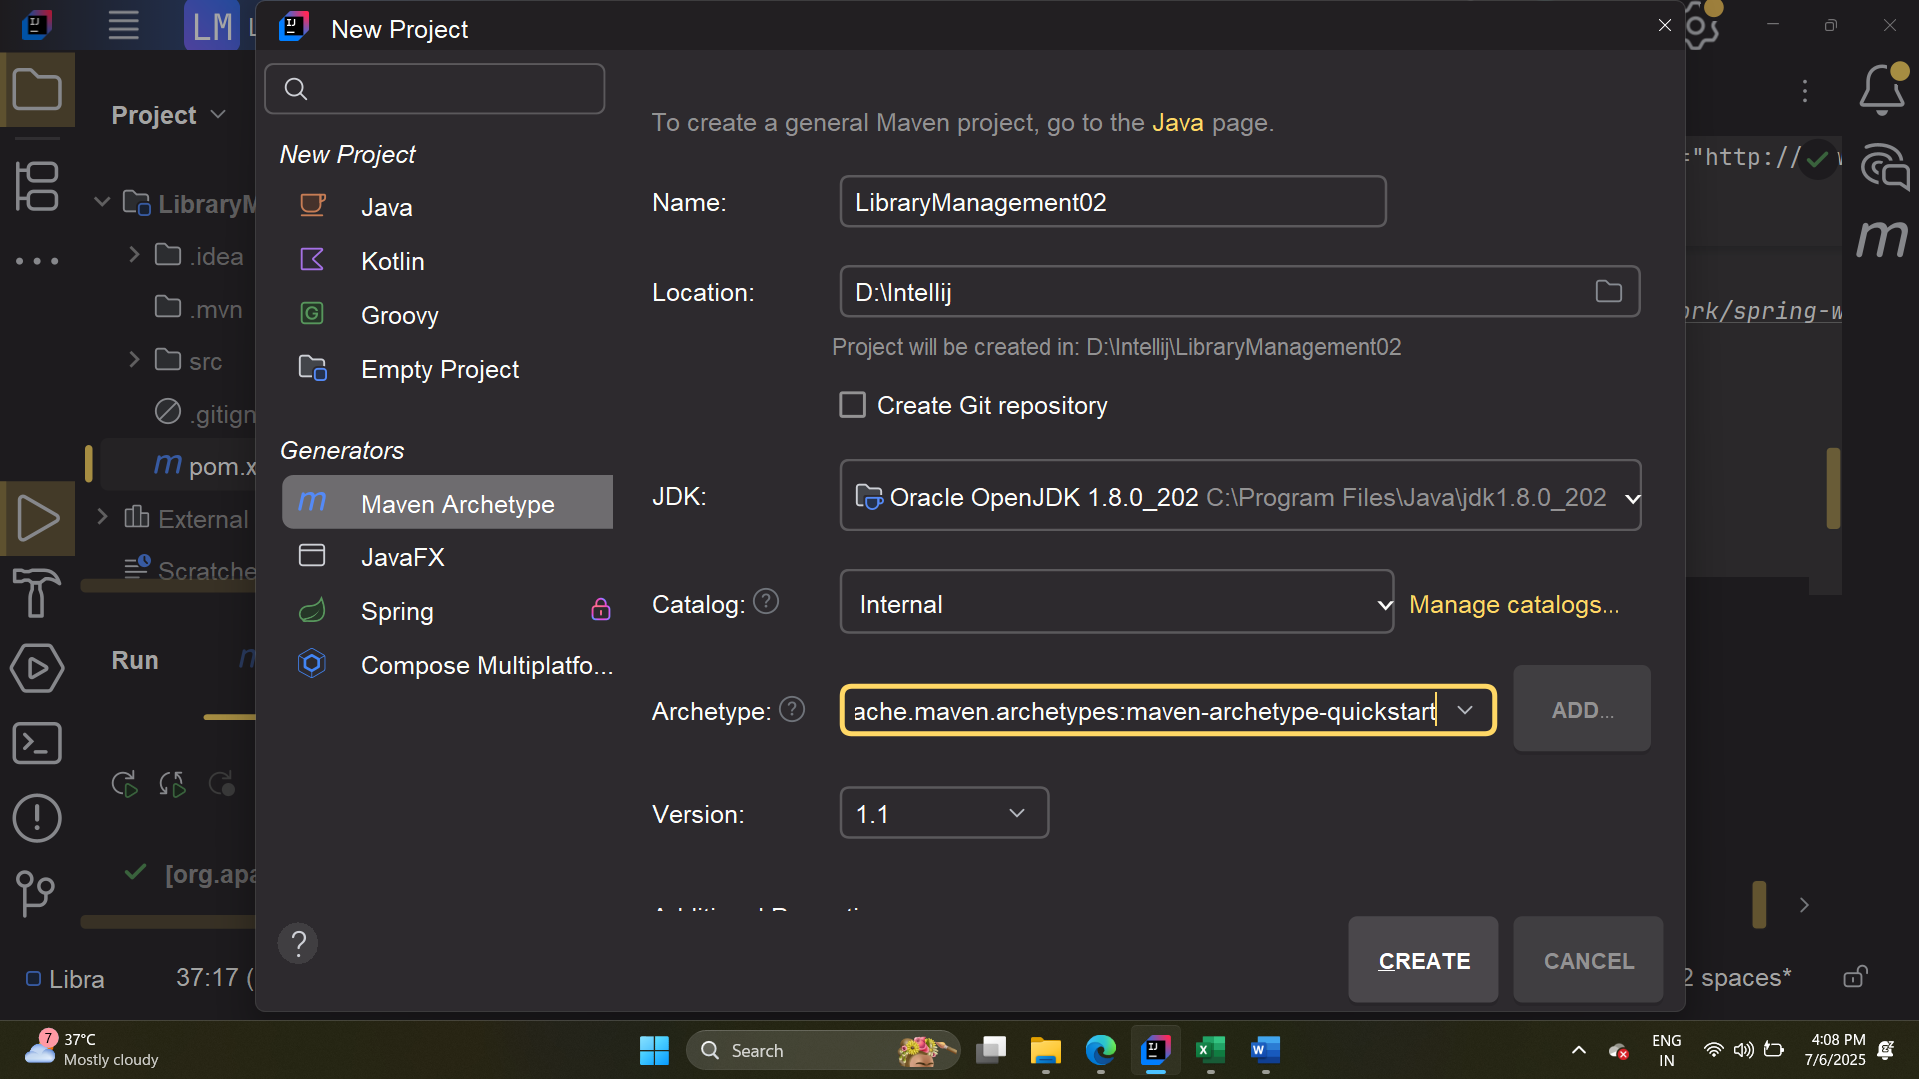 LM
New Project
Project
To create a general Maven project, go to the Java page.
="http://
New Project
Java
Name:
LibraryManagement02
LibraryM
Kotlin
.idea
Location:
D:\Intellij
.mvn
Groovy
ork/spring-w
Project will be created in: D:\Intellij\LibraryManagement02
src
Empty Project
Create Git repository
.gitign
Generators
pom.x
JDK:
Oracle OpenJDK 1.8.0_202 C:\Program Files\Java\jdk1.8.0_202
Maven Archetype
External
JavaFX
Scratche
Catalog:
Internal
Manage catalogs...
Spring
Run
Compose Multiplatfo...
Archetype:
ache.maven.archetypes:maven-archetype-quickstart
ADD...
Version:
1.1
[org.apa
?
CREATE
CANCEL
Libra
37:17 (
2 spaces*
7
37°C
Mostly cloudy
Search
ENG
IN
4:08 PM
7/6/2025